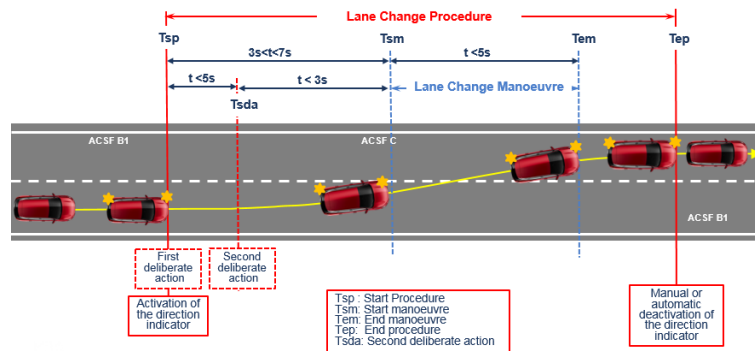 Lane Change Procedure
Tsp
Tsm
Tem
Tep
3s<t<7s
t <5s
t <5s
t < 3s
Lane Change Manoeuvre
Tsda
ACSF B1
ACSF C
ACSF B1
First
deliberate
action
Second
deliberate
action
Activation of
the direction
indicator
Tsp : Start Procedure
Tsm: Start manoeuvre
Tem: End manoeuvre
Tep: End procedure
Tsda: Second deliberate action
Manual or
automatic
deactivation of
the direction
indicator